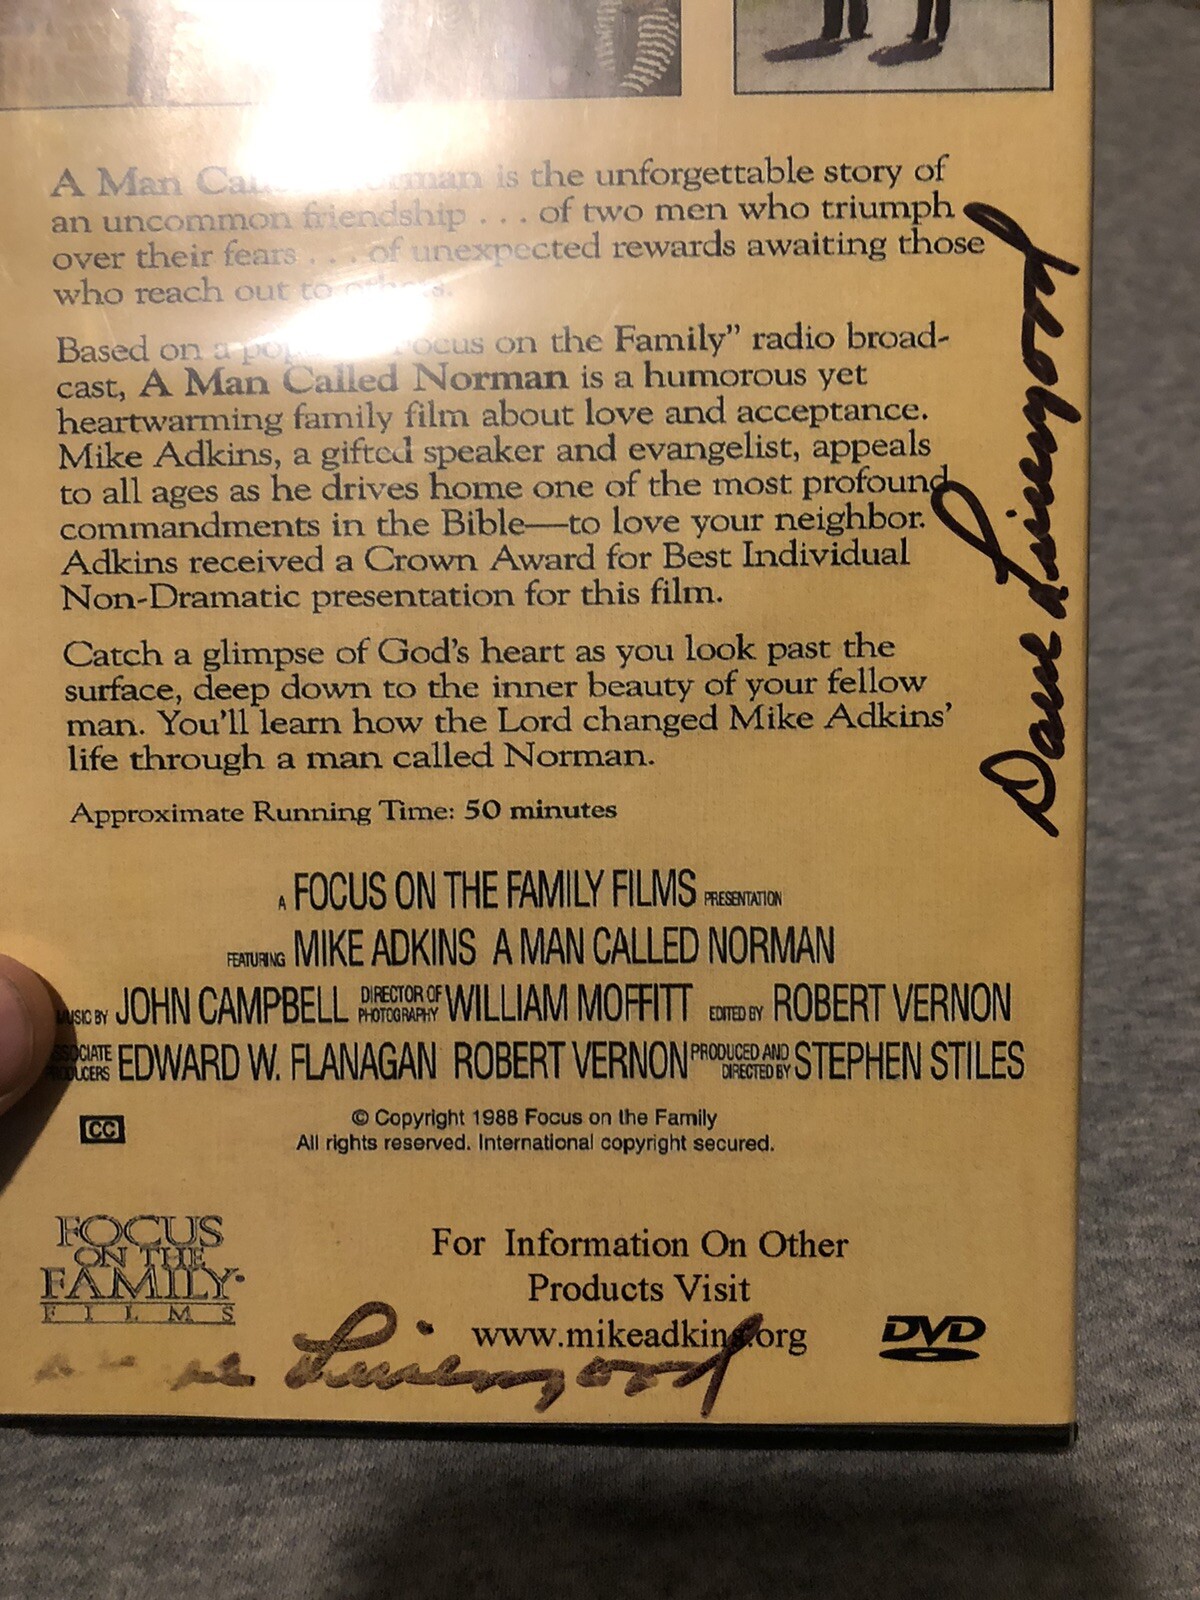 A Man Called Norman is the unforgettable story of
an uncommon friendship . . . of two men who triumph
over their fears . . . of unexpected rewards awaiting those
who reach out to others.
Based on a "Focus on the Family" radio broad-
cast, A Man Called Norman is a humorous yet
heartwarming family film about love and acceptance.
Mike Adkins, a gifted speaker and evangelist, appeals
to all ages as he drives home one of the most profound
commandments in the Bible—to love your neighbor.
Adkins received a Crown Award for Best Individual
Non-Dramatic presentation for this film.
Catch a glimpse of God's heart as you look past the
surface, deep down to the inner beauty of your fellow
man. You'll learn how the Lord changed Mike Adkins'
life through a man called Norman.
Approximate Running Time: 50 minutes
A FOCUS ON THE FAMILY FILMS PRESENTATION
FEATURING MIKE ADKINS A MAN CALLED NORMAN
MUSIC BY JOHN CAMPBELL DIRECTOR OF PHOTOGRAPHY WILLIAM MOFFITT EDITED BY ROBERT VERNON
ASSOCIATE PRODUCERS EDWARD W. FLANAGAN ROBERT VERNON PRODUCED AND DIRECTED BY STEPHEN STILES
CC
© Copyright 1988 Focus on the Family
All rights reserved. International copyright secured.
FOCUS
ON THE
FAMILY
FILMS
For Information On Other
Products Visit
www.mikeadkins.org
DVD